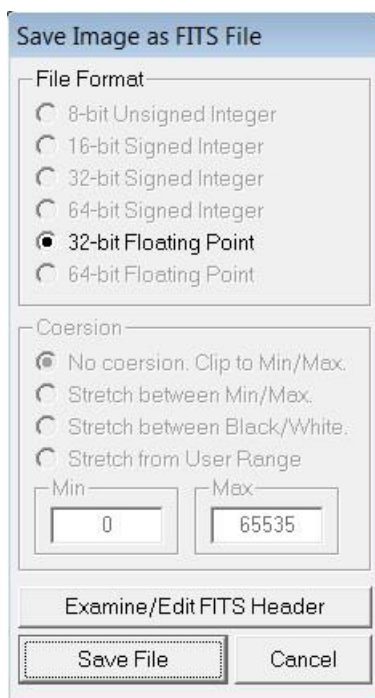 Save Image as FITS File
File Format
8-bit Unsigned Integer
16-bit Signed Integer
32-bit Signed Integer
64-bit Signed Integer
32-bit Floating Point
64-bit Floating Point
Coersion
No coersion. Clip to Min/Max.
Stretch between Min/Max.
Stretch between Black/White.
Stretch from User Range
Min Max
0 65535
Examine/Edit FITS Header
Save File Cancel